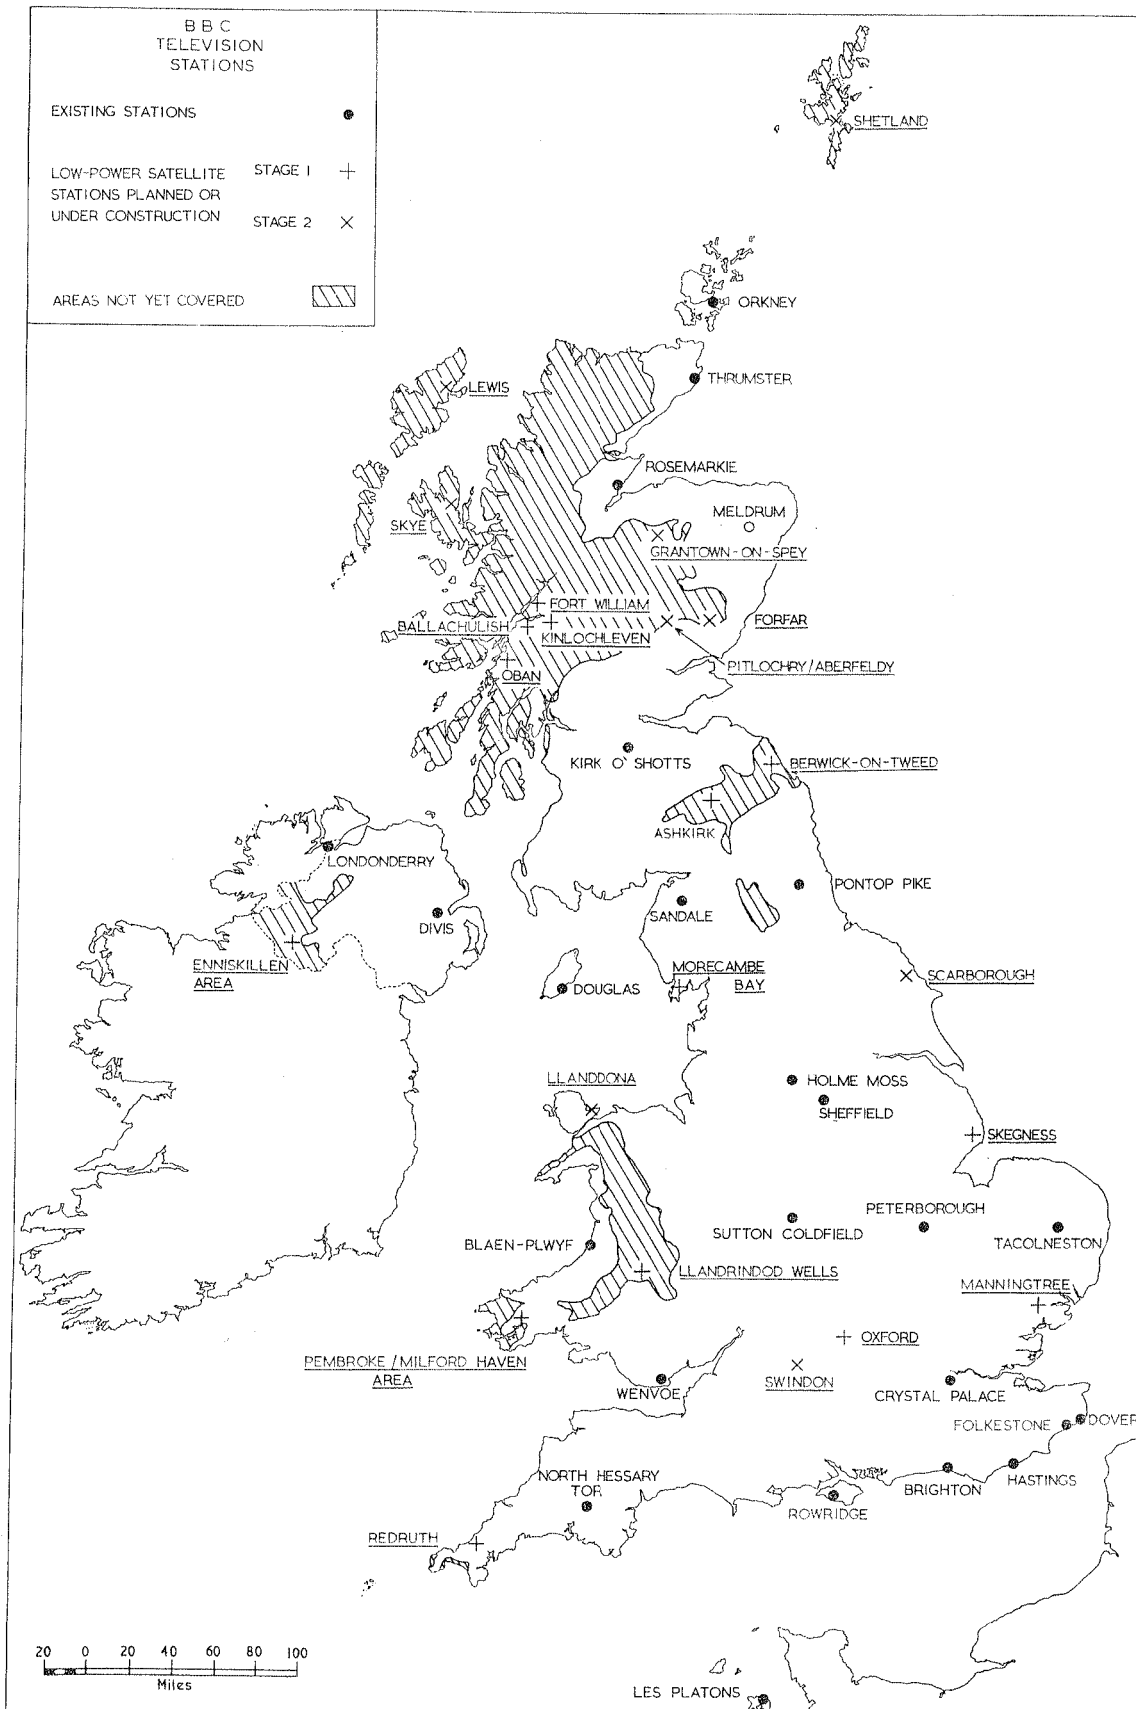 BBC
TELEVISION
STATIONS
EXISTING STATIONS
LOW-POWER SATELLITE STAGE 1
STATIONS PLANNED OR
UNDER CONSTRUCTION STAGE 2
AREAS NOT YET COVERED
SHETLAND
ORKNEY
THRUMSTER
LEWIS
ROSEMARKIE
MELDRUM
SKYE
GRANTOWN-ON-SPEY
FORT WILLIAM
FORFAR
BALLACHULISH
KINLOCHLEVEN
PITLOCHRY/ABERFELDY
OBAN
KIRK O' SHOTTS
BERWICK-ON-TWEED
ASHKIRK
LONDONDERRY
PONTOP PIKE
SANDALE
DIVIS
ENNISKILLEN
AREA
MORECAMBE
BAY
SCARBOROUGH
DOUGLAS
LLANDDONA
HOLME MOSS
SHEFFIELD
SKEGNESS
PETERBOROUGH
SUTTON COLDFIELD
TACOLNESTON
BLAEN-PLWYF
LLANDRINDOD WELLS
MANNINGTREE
OXFORD
PEMBROKE/MILFORD HAVEN
AREA
SWINDON
WENVOE
CRYSTAL PALACE
FOLKESTONE
DOVER
NORTH HESSARY
TOR
BRIGHTON
HASTINGS
ROWRIDGE
REDRUTH
20 0 20 40 60 80 100
Miles
LES PLATONS